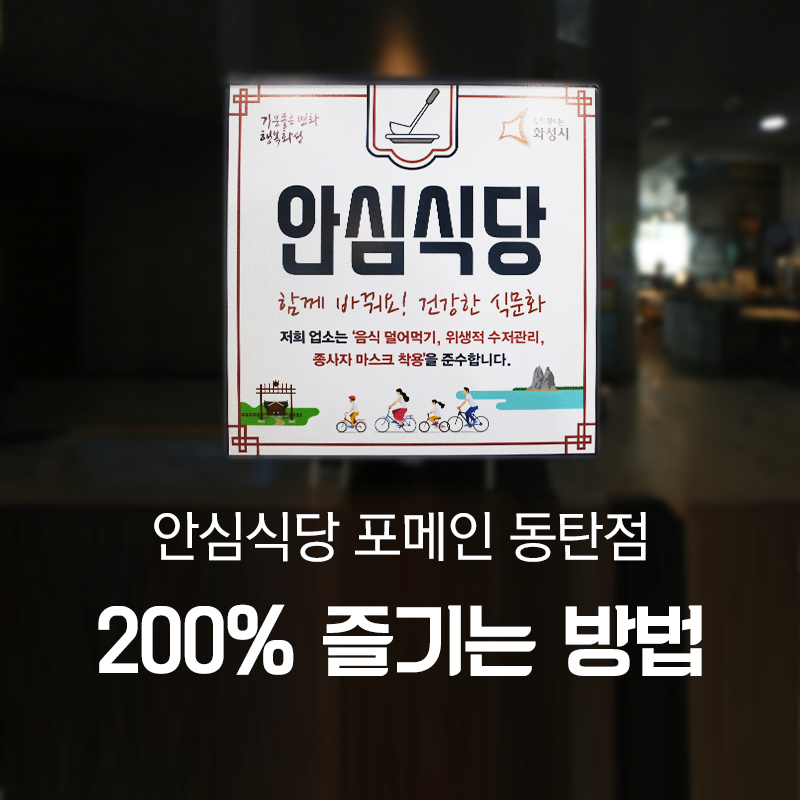 기분좋은 변화
행복화성
화성시
안심식당
함께 바꿔요! 건강한 식문화
저희 업소는 '음식 덜어먹기, 위생적 수저관리,
종사자 마스크 착용'을 준수합니다.
안심식당 포메인 동탄점
200% 즐기는 방법